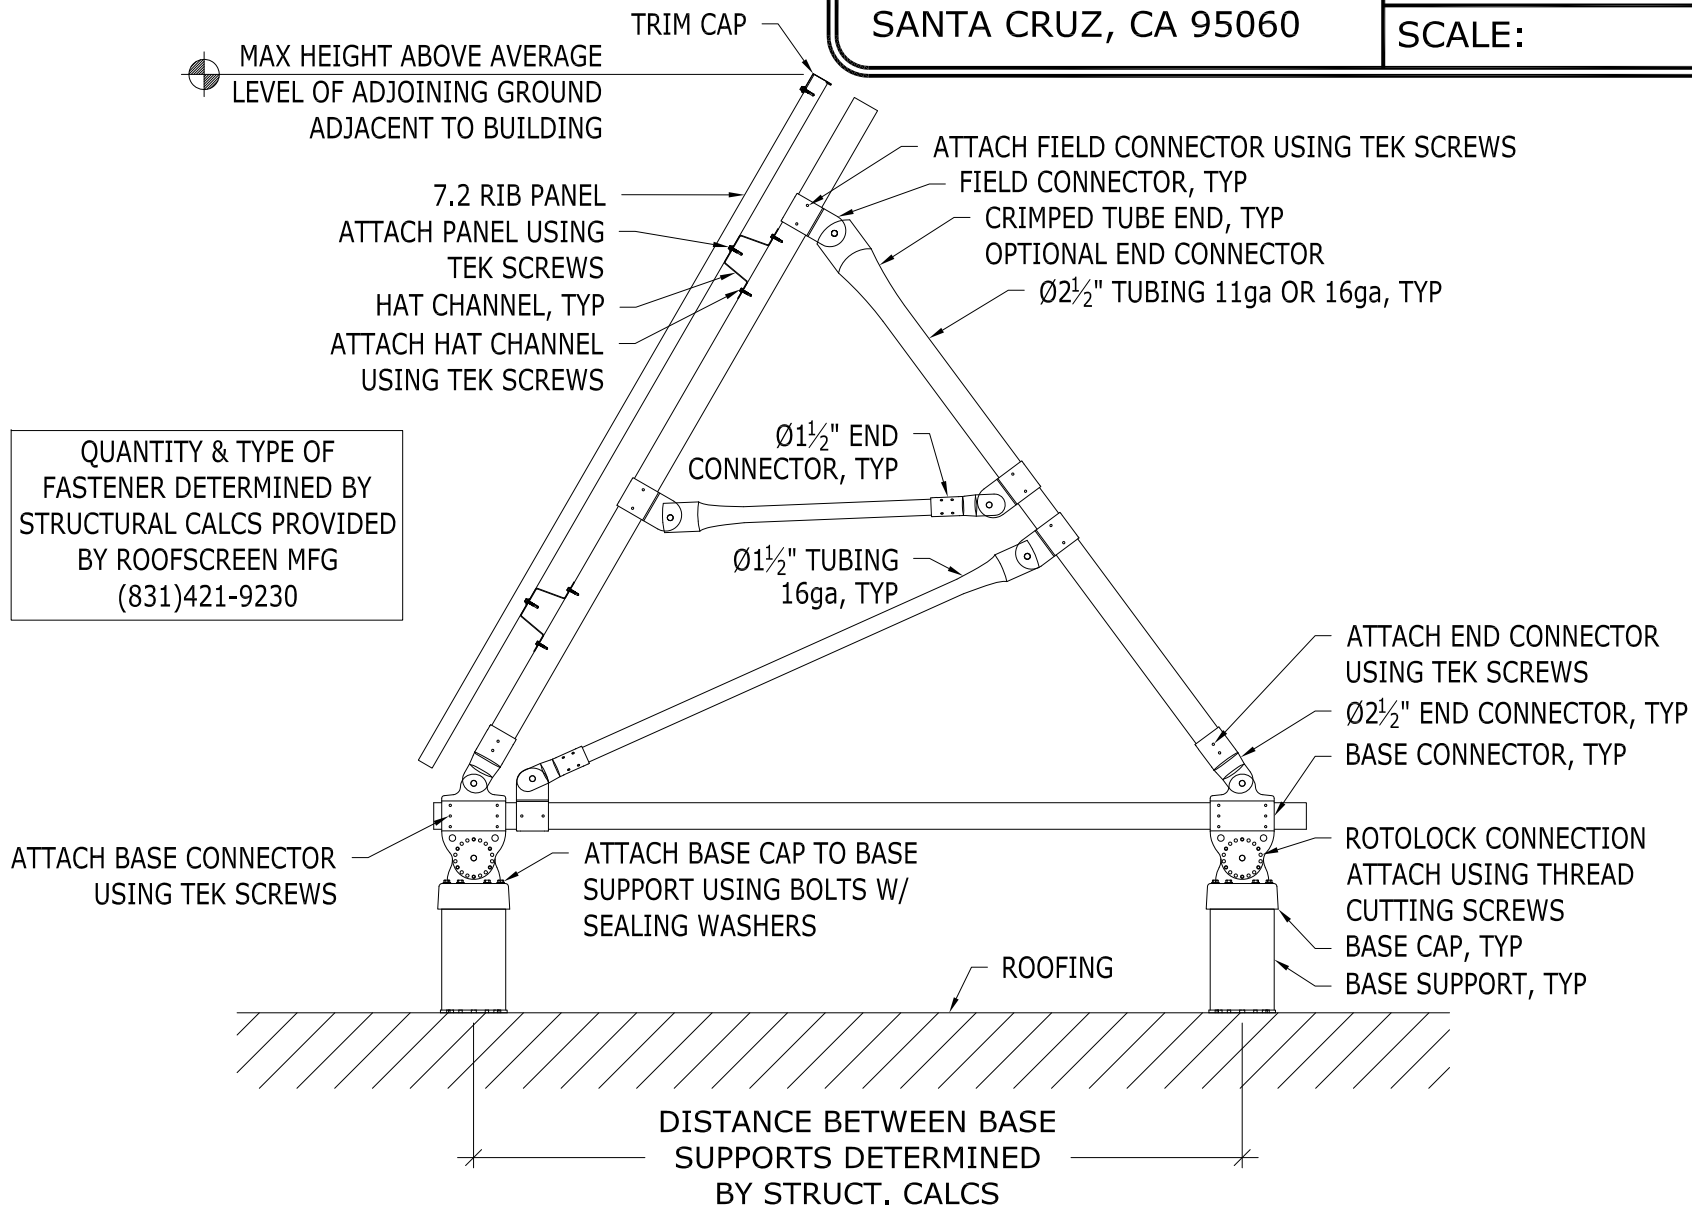 SANTA CRUZ, CA 95060
SCALE:
TRIM CAP
MAX HEIGHT ABOVE AVERAGE
LEVEL OF ADJOINING GROUND
ADJACENT TO BUILDING
7.2 RIB PANEL
ATTACH PANEL USING
TEK SCREWS
HAT CHANNEL, TYP
ATTACH HAT CHANNEL
USING TEK SCREWS
ATTACH FIELD CONNECTOR USING TEK SCREWS
FIELD CONNECTOR, TYP
CRIMPED TUBE END, TYP
OPTIONAL END CONNECTOR
Ø2½" TUBING 11ga OR 16ga, TYP
QUANTITY & TYPE OF
FASTENER DETERMINED BY
STRUCTURAL CALCS PROVIDED
BY ROOFSCREEN MFG
(831)421-9230
Ø1½" END
CONNECTOR, TYP
Ø1½" TUBING
16ga, TYP
ATTACH END CONNECTOR
USING TEK SCREWS
Ø2½" END CONNECTOR, TYP
BASE CONNECTOR, TYP
ATTACH BASE CONNECTOR
USING TEK SCREWS
ATTACH BASE CAP TO BASE
SUPPORT USING BOLTS W/
SEALING WASHERS
ROTOLOCK CONNECTION
ATTACH USING THREAD
CUTTING SCREWS
BASE CAP, TYP
BASE SUPPORT, TYP
ROOFING
DISTANCE BETWEEN BASE
SUPPORTS DETERMINED
BY STRUCT. CALCS